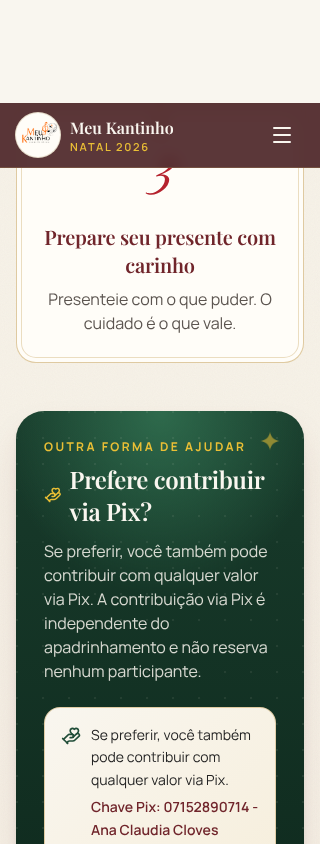 Meu Kantinho
NATAL 2026
3
Prepare seu presente com
carinho
Presenteie com o que puder. O
cuidado é o que vale.
OUTRA FORMA DE AJUDAR
Prefere contribuir
via Pix?
Se preferir, você também pode
contribuir com qualquer valor
via Pix. A contribuição via Pix é
independente do
apadrinhamento e não reserva
nenhum participante.
Se preferir, você também
pode contribuir com
qualquer valor via Pix.
Chave Pix: 07152890714 -
Ana Claudia Cloves